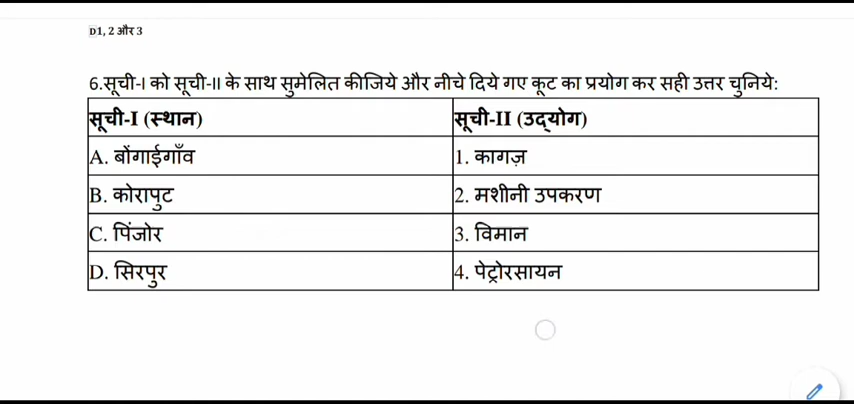 D1, 2 और 3
6.सूची-I को सूची-II के साथ सुमेलित कीजिये और नीचे दिये गए कूट का प्रयोग कर सही उत्तर चुनिये:
सूची-I (स्थान) सूची-II (उद्योग)
A. बोंगाईगाँव 1. कागज़
B. कोरापुट 2. मशीनी उपकरण
C. पिंजोर 3. विमान
D. सिरपुर 4. पेट्रोरसायन